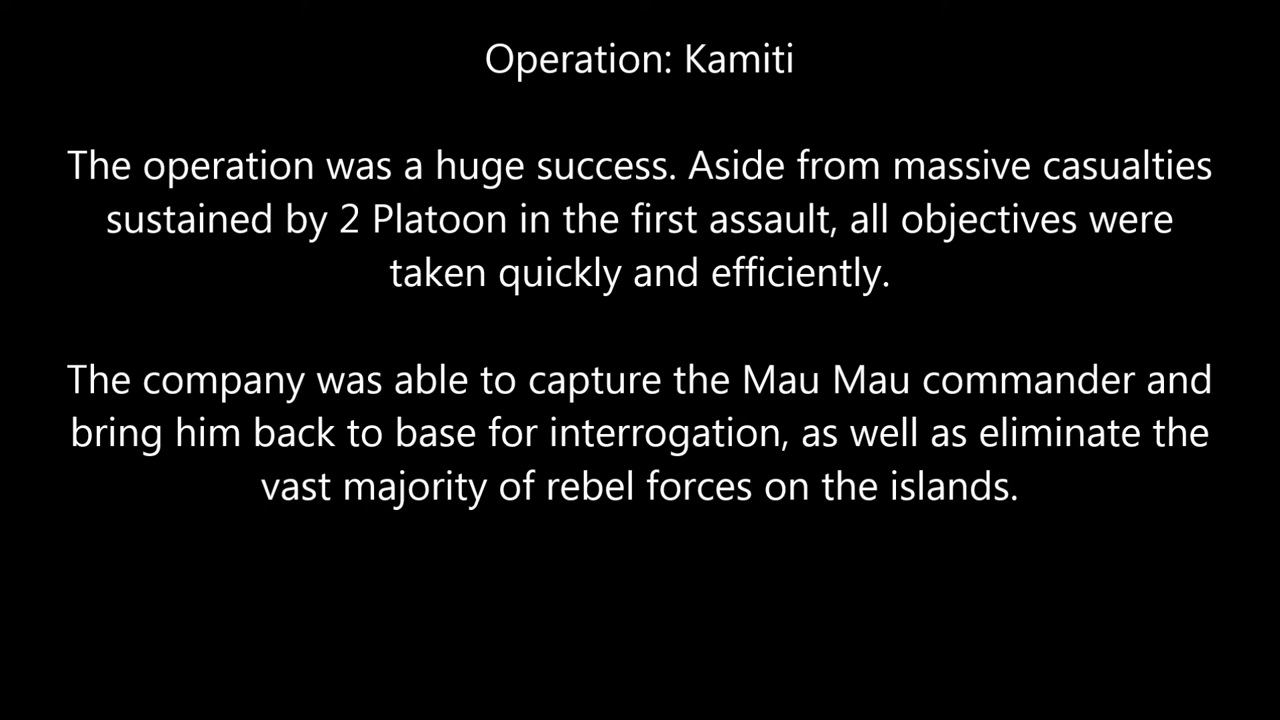 Operation: Kamiti
The operation was a huge success. Aside from massive casualties
sustained by 2 Platoon in the first assault, all objectives were
taken quickly and efficiently.
The company was able to capture the Mau Mau commander and
bring him back to base for interrogation, as well as eliminate the
vast majority of rebel forces on the islands.